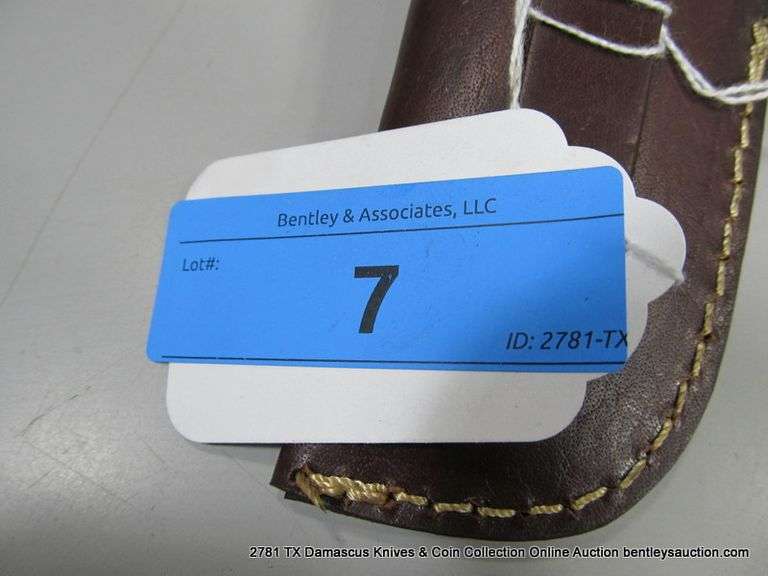 Bentley & Associates, LLC
Lot#:
7
ID: 2781-TX
2781 TX Damascus Knives & Coin Collection Online Auction bentleysauction.com